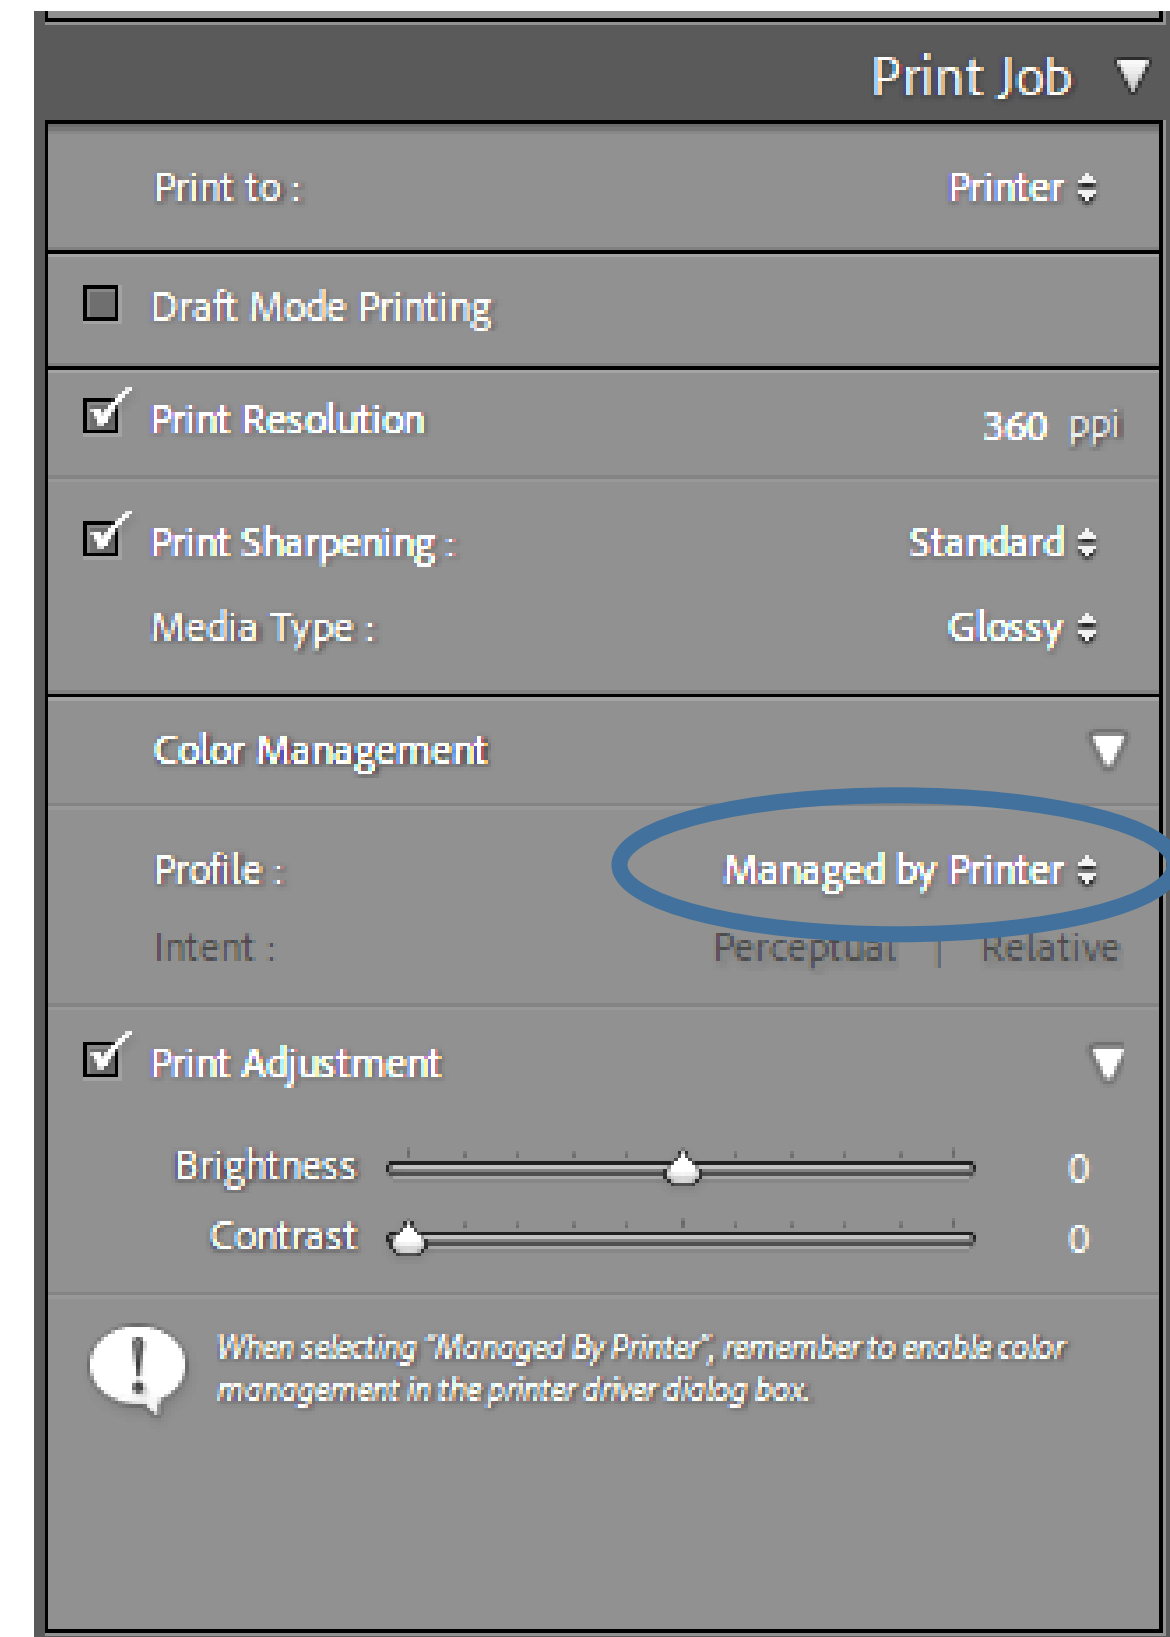 Print Job
Print to : Printer
Draft Mode Printing
Print Resolution 360 ppi
Print Sharpening : Standard
Media Type : Glossy
Color Management
Profile : Managed by Printer
Intent : Perceptual | Relative
Print Adjustment
Brightness 0
Contrast 0
When selecting "Managed By Printer", remember to enable color
management in the printer driver dialog box.